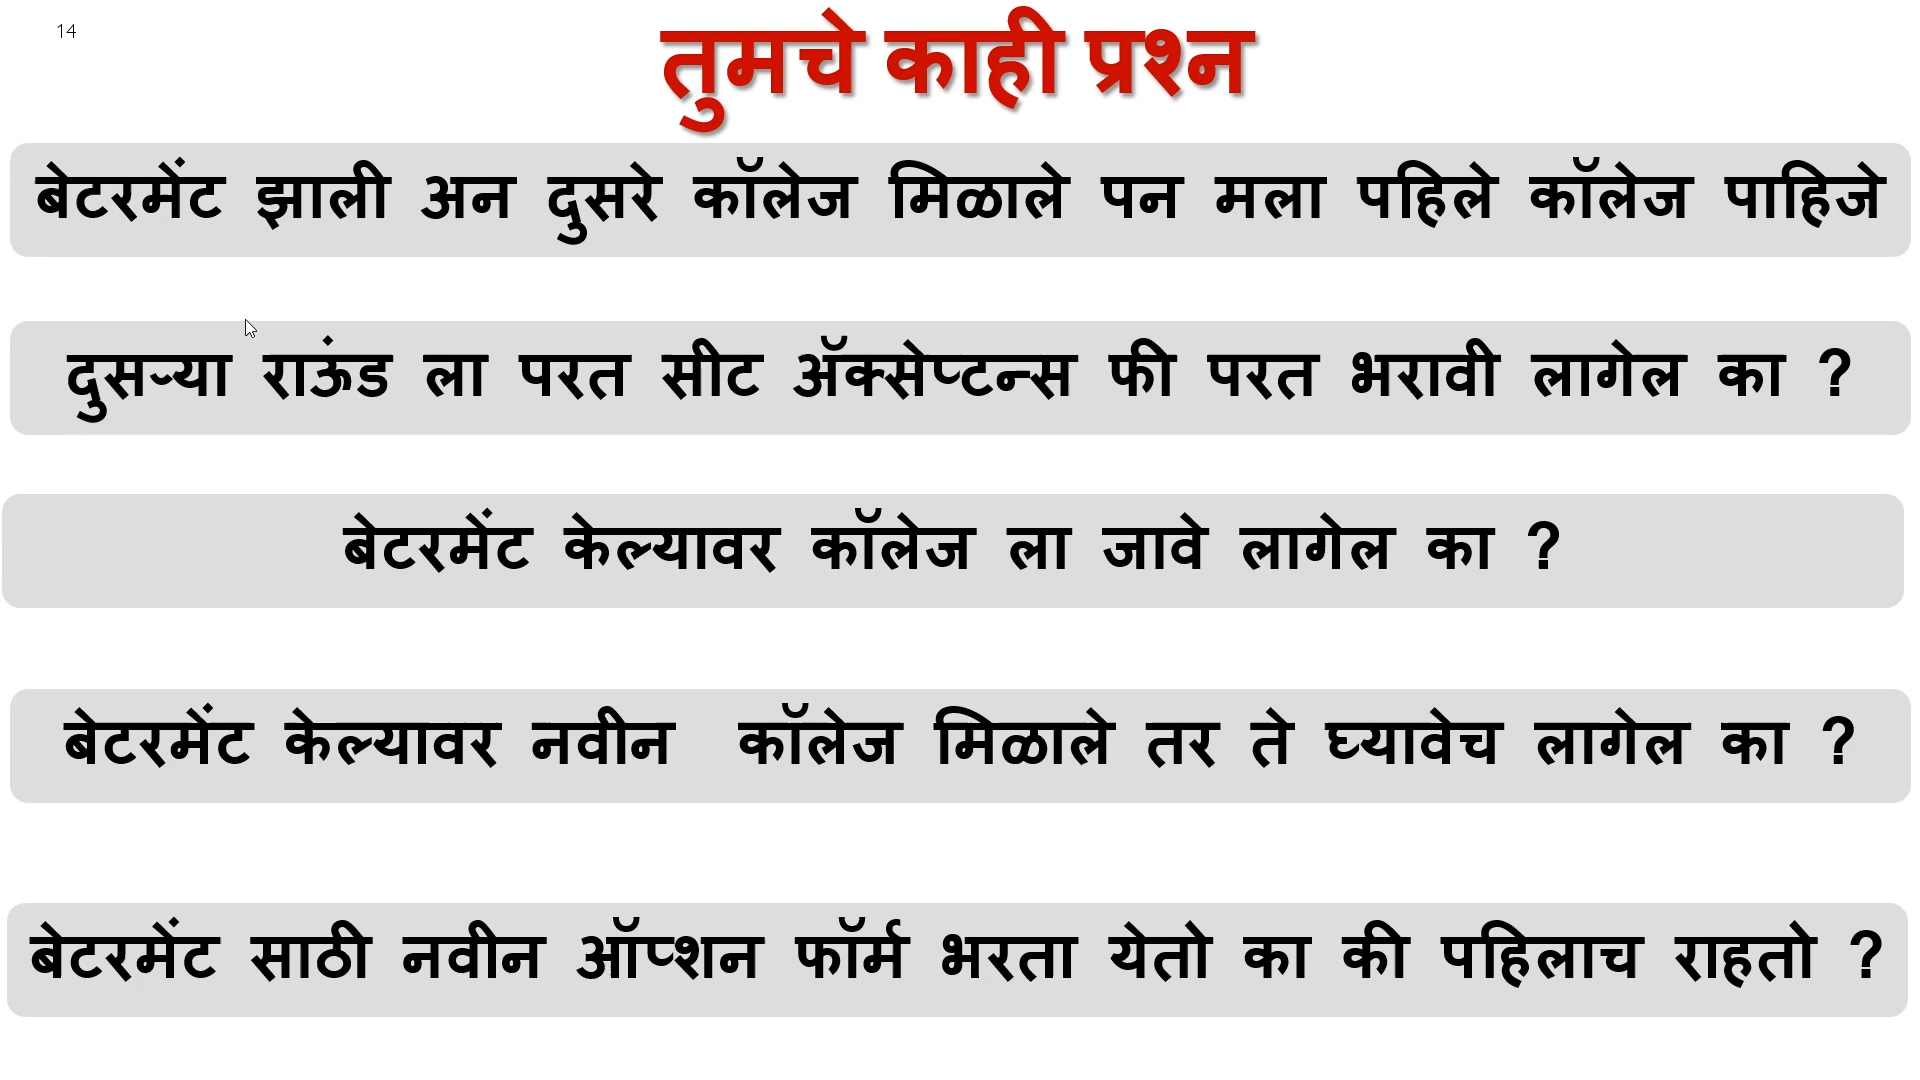 14
तुमचे काही प्रश्न
बेटरमेंट झाली अन दुसरे कॉलेज मिळाले पन मला पहिले कॉलेज पाहिजे
दुसऱ्या राऊंड ला परत सीट ॲक्सेप्टन्स फी परत भरावी लागेल का ?
बेटरमेंट केल्यावर कॉलेज ला जावे लागेल का ?
बेटरमेंट केल्यावर नवीन कॉलेज मिळाले तर ते घ्यावेच लागेल का ?
बेटरमेंट साठी नवीन ऑप्शन फॉर्म भरता येतो का की पहिलाच राहतो ?